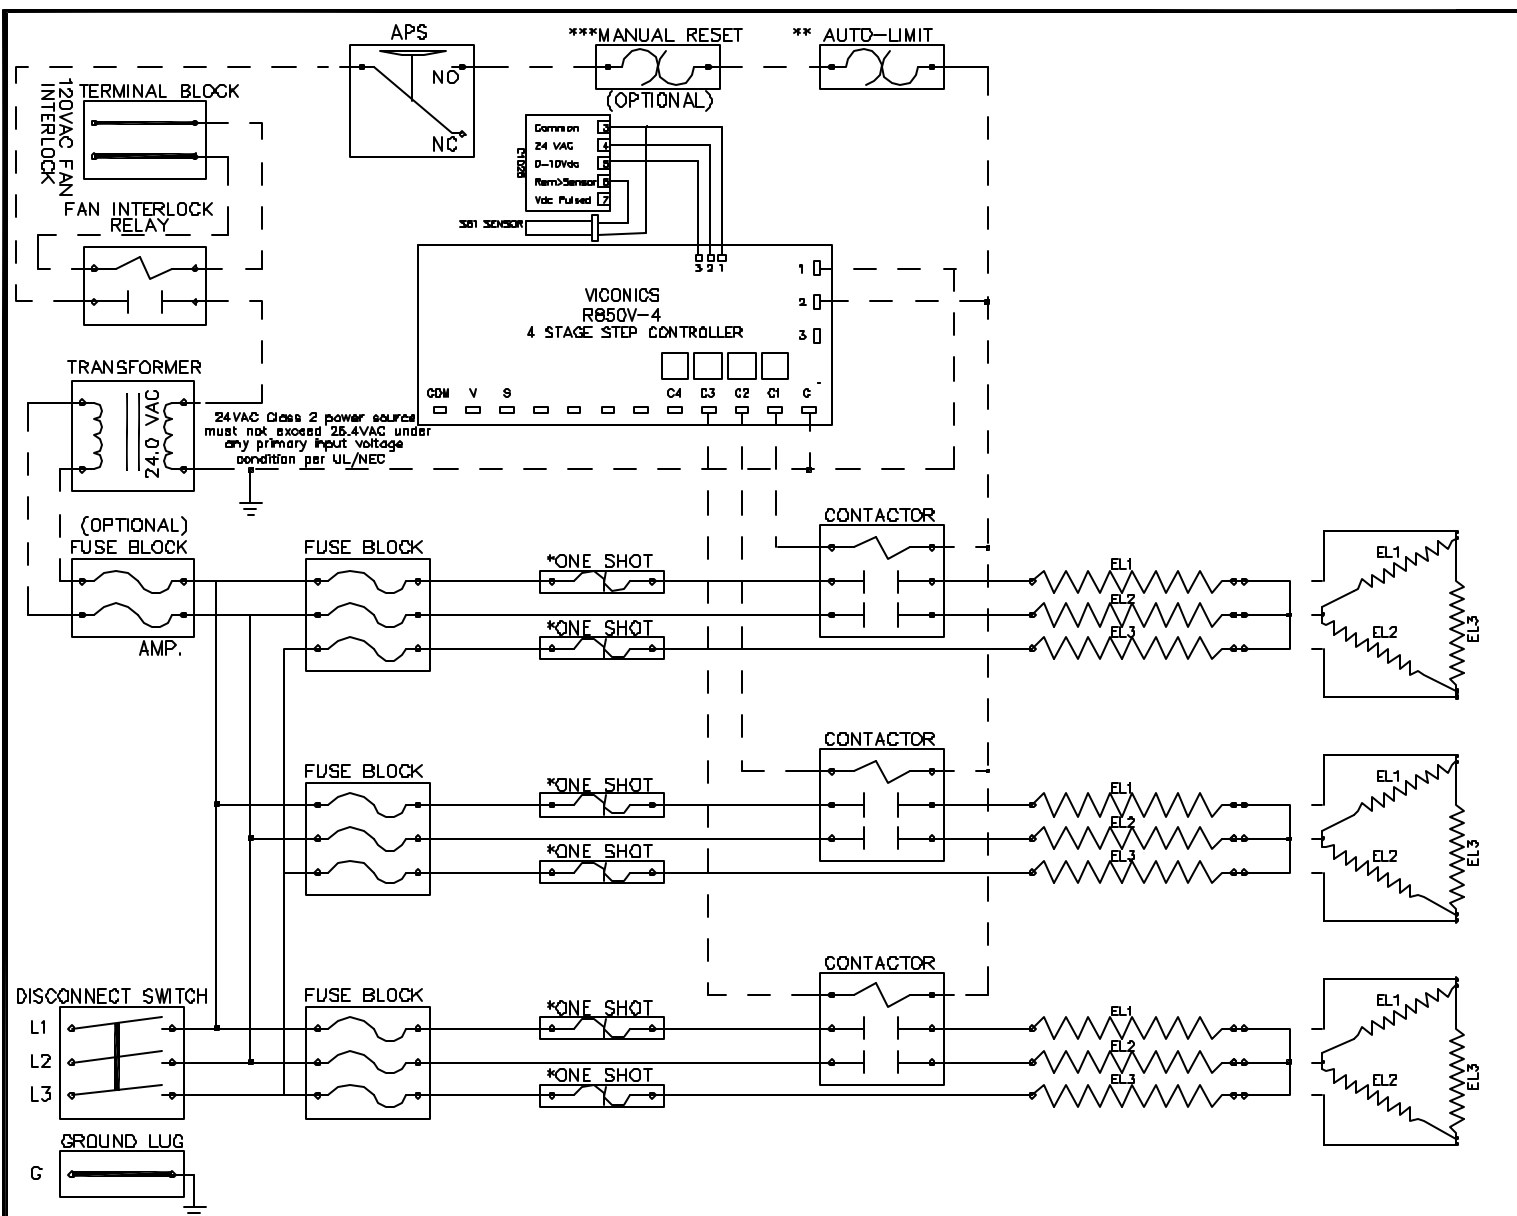 APS
***MANUAL RESET
** AUTO-LIMIT
NO
NC
(OPTIONAL)
120VAC FAN
INTERLOCK
TERMINAL BLOCK
Common 3
24 VAC 4
0-10Vdc 5
Rem>Sensor 6
Vdc Pulsed 7
FAN INTERLOCK
RELAY
SENSOR
3 2 1
1
2
3
VICONICS
R850V-4
4 STAGE STEP CONTROLLER
COM V S C4 C3 C2 C1 C
TRANSFORMER
24.0 VAC
24VAC Class 2 power source
must not exceed 26.4VAC under
any primary input voltage
condition per UL/NEC
(OPTIONAL)
FUSE BLOCK
AMP.
FUSE BLOCK
*ONE SHOT
*ONE SHOT
CONTACTOR
EL1
EL2
EL3
EL1
EL2
EL3
FUSE BLOCK
*ONE SHOT
*ONE SHOT
CONTACTOR
EL1
EL2
EL3
EL1
EL2
EL3
DISCONNECT SWITCH
L1
L2
L3
FUSE BLOCK
*ONE SHOT
*ONE SHOT
CONTACTOR
EL1
EL2
EL3
EL1
EL2
EL3
GROUND LUG
G